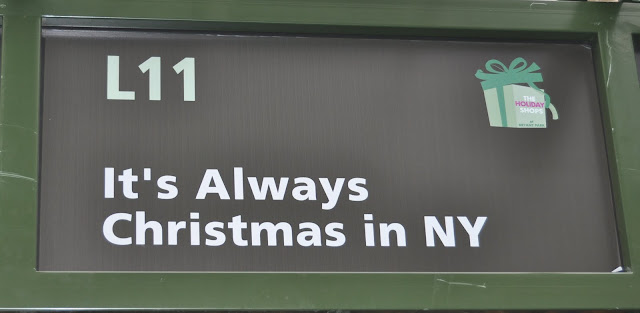 L11
THE
HOLIDAY
SHOPS
It's Always
Christmas in NY